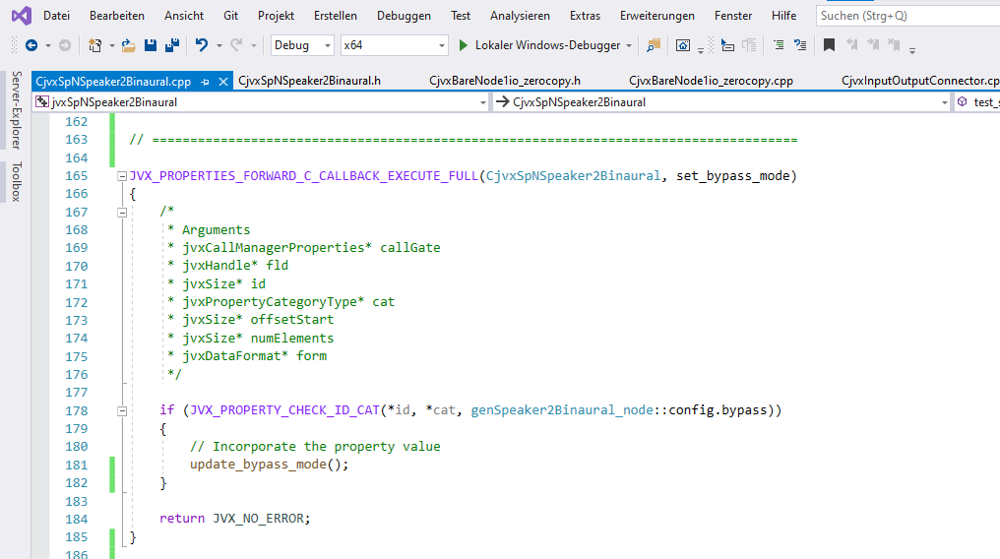 Datei Bearbeiten Ansicht Git Projekt Erstellen Debuggen Test Analysieren Extras Erweiterungen Fenster Hilfe Suchen (Strg+Q)
Debug x64 Lokaler Windows-Debugger
Server-Explorer
Toolbox
CjvxSpNSpeaker2Binaural.cpp CjvxSpNSpeaker2Binaural.h CjvxBareNode1io_zerocopy.h CjvxBareNode1io_zerocopy.cpp CjvxInputOutputConnector.cp
jvxSpNSpeaker2Binaural CjvxSpNSpeaker2Binaural test_s
162
163 // =====================================================================================
164
165 JVX_PROPERTIES_FORWARD_C_CALLBACK_EXECUTE_FULL(CjvxSpNSpeaker2Binaural, set_bypass_mode)
166 {
167 /*
168 * Arguments
169 * jvxCallManagerProperties* callGate
170 * jvxHandle* fld
171 * jvxSize* id
172 * jvxPropertyCategoryType* cat
173 * jvxSize* offsetStart
174 * jvxSize* numElements
175 * jvxDataFormat* form
176 */
177
178 if (JVX_PROPERTY_CHECK_ID_CAT(*id, *cat, genSpeaker2Binaural_node::config.bypass))
179 {
180 // Incorporate the property value
181 update_bypass_mode();
182 }
183
184 return JVX_NO_ERROR;
185 }
186